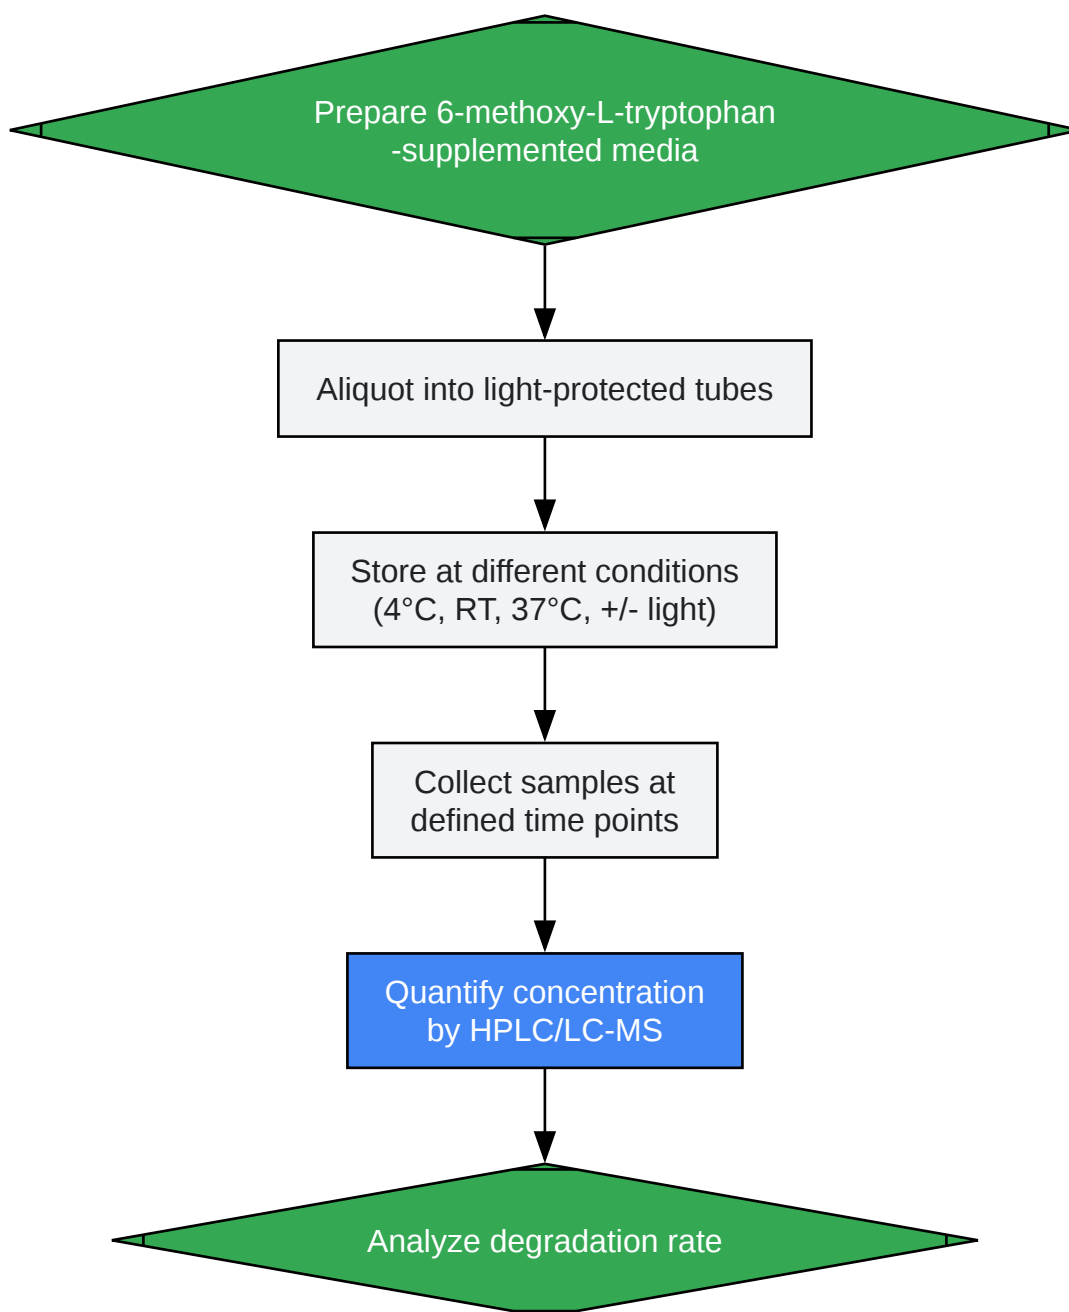 Prepare 6-methoxy-L-tryptophan
-supplemented media
Aliquot into light-protected tubes
Store at different conditions
(4°C, RT, 37°C, +/- light)
Collect samples at
defined time points
Quantify concentration
by HPLC/LC-MS
Analyze degradation rate